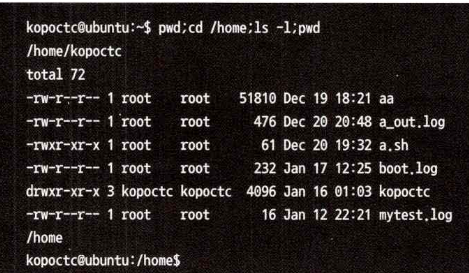 kopoctc@ubuntu:~$ pwd;cd /home;ls -l;pwd
/home/kopoctc
total 72
-rw-r--r-- 1 root    root    51810 Dec 19 18:21 aa
-rw-r--r-- 1 root    root      476 Dec 20 20:48 a_out.log
-rwxr-xr-x 1 root    root       61 Dec 20 19:32 a.sh
-rw-r--r-- 1 root    root      232 Jan 17 12:25 boot.log
drwxr-xr-x 3 kopoctc kopoctc  4096 Jan 16 01:03 kopoctc
-rw-r--r-- 1 root    root       16 Jan 12 22:21 mytest.log
/home
kopoctc@ubuntu:/home$